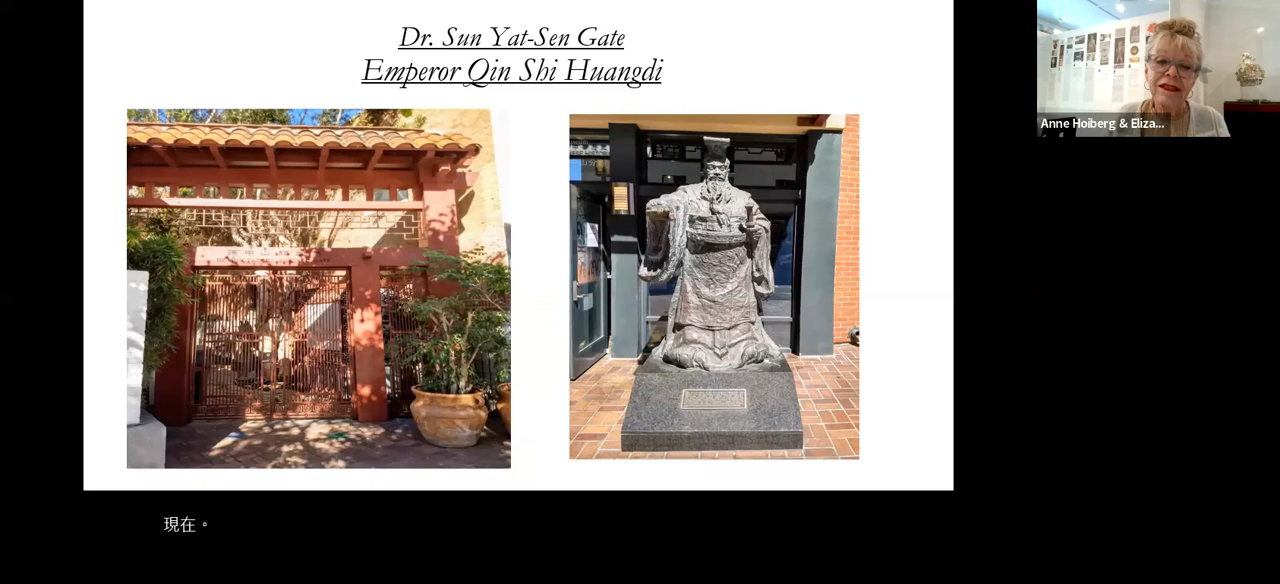 Dr. Sun Yat-Sen Gate
Emperor Qin Shi Huangdi
Anne Hoiberg & Eliza...
現在。